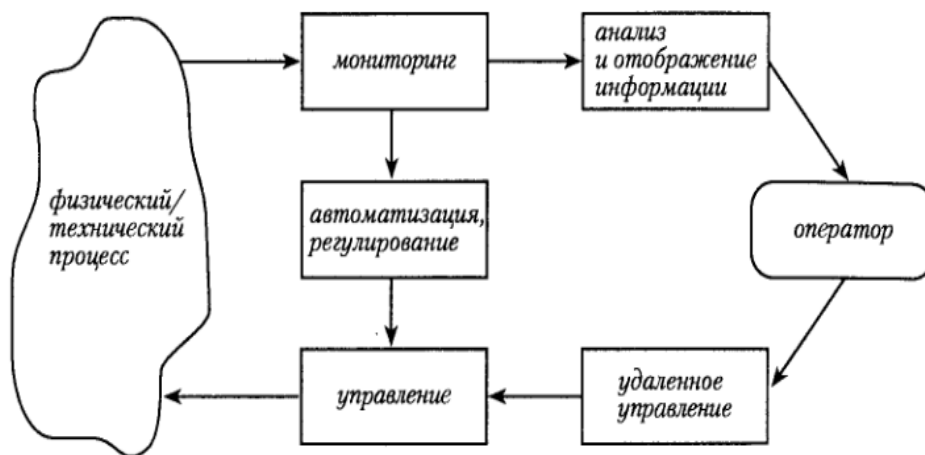 мониторинг
анализ
и отображение
информации
физический/
технический
процесс
автоматизация,
регулирование
оператор
управление
удаленное
управление